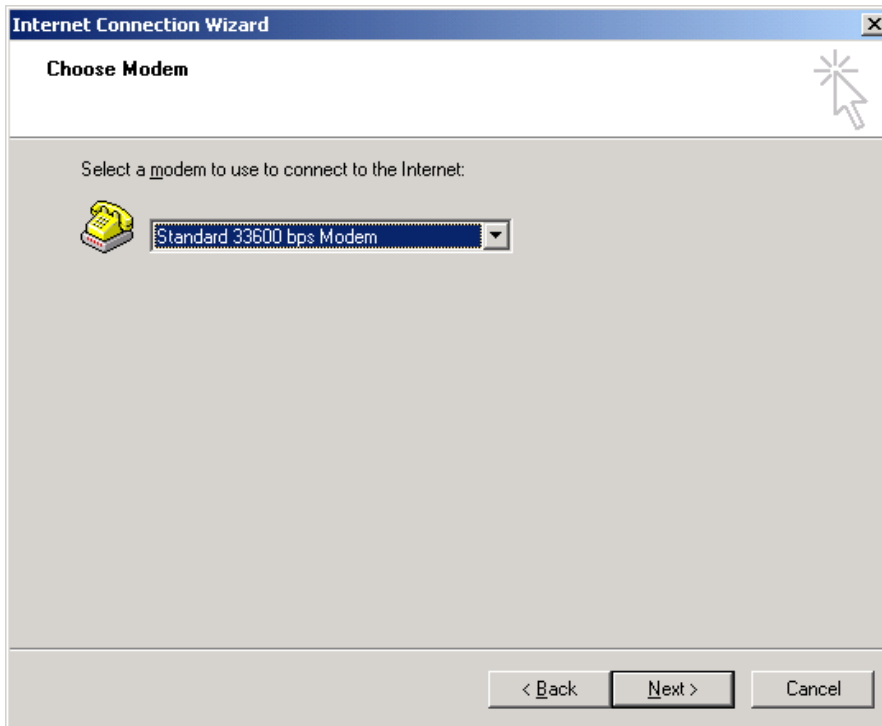 Internet Connection Wizard
Choose Modem
Select a modem to use to connect to the Internet:
Standard 33600 bps Modem
< Back Next > Cancel